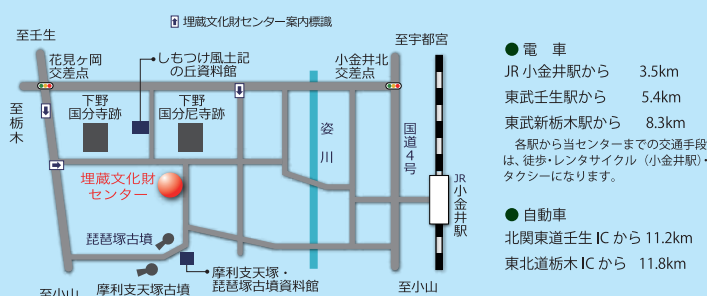 埋蔵文化財センター案内標識
至壬生
至宇都宮
花見ヶ岡
交差点
しもつけ風土記
の丘資料館
小金井北
交差点
至栃木
下野
国分寺跡
下野
国分尼寺跡
姿川
国道4号
埋蔵文化財
センター
JR小金井駅
琵琶塚古墳
摩利支天塚・
琵琶塚古墳資料館
至小山
摩利支天塚古墳
至小山
● 電 車
JR 小金井駅から 3.5km
東武壬生駅から 5.4km
東武新栃木駅から 8.3km
各駅から当センターまでの交通手段
は、徒歩・レンタサイクル(小金井駅)・
タクシーになります。
● 自動車
北関東道壬生 IC から 11.2km
東北道栃木 IC から 11.8km